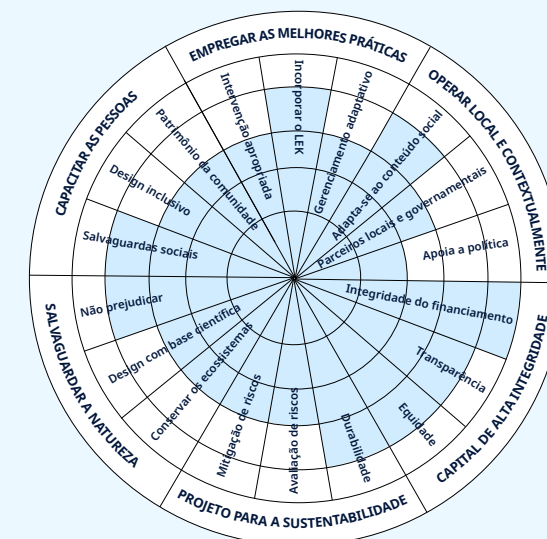 EMPREGAR AS MELHORES PRÁTICAS
OPERAR LOCAL E CONTEXTUALMENTE
CAPITAL DE ALTA INTEGRIDADE
PROJETO PARA A SUSTENTABILIDADE
SALVAGUARDAR A NATUREZA
CAPACITAR AS PESSOAS
Intervenção apropriada
Incorporar o LEK
Gerenciamento adaptativo
Adapta-se ao conteúdo social
Parceiros locais e governamentais
Apoia a política
Integridade do financiamento
Transparência
Equidade
Durabilidade
Avaliação de riscos
Mitigação de riscos
Conservar os ecossistemas
Design com base científica
Não prejudicar
Salvaguardas sociais
Design inclusivo
Patrimônio da comunidade